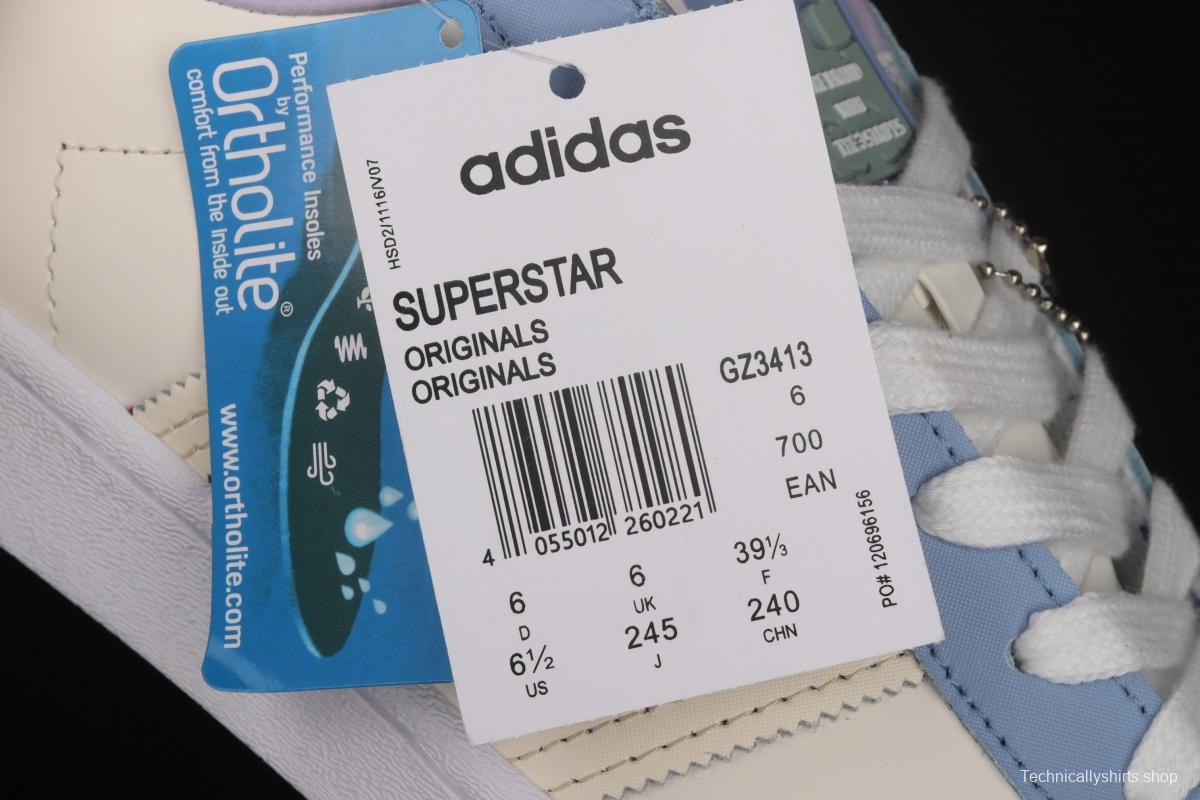 Performance Insoles
by
Ortholite®
comfort from the Inside out
www.ortholite.com
adidas
HSD2/1116/V07
SUPERSTAR
ORIGINALS
ORIGINALS
GZ3413
6
700
EAN
4 055012 260221
PO# 120696156
6
D
6½
US
6
UK
245
J
39⅓
F
240
CHN
Technicallyshirts.shop